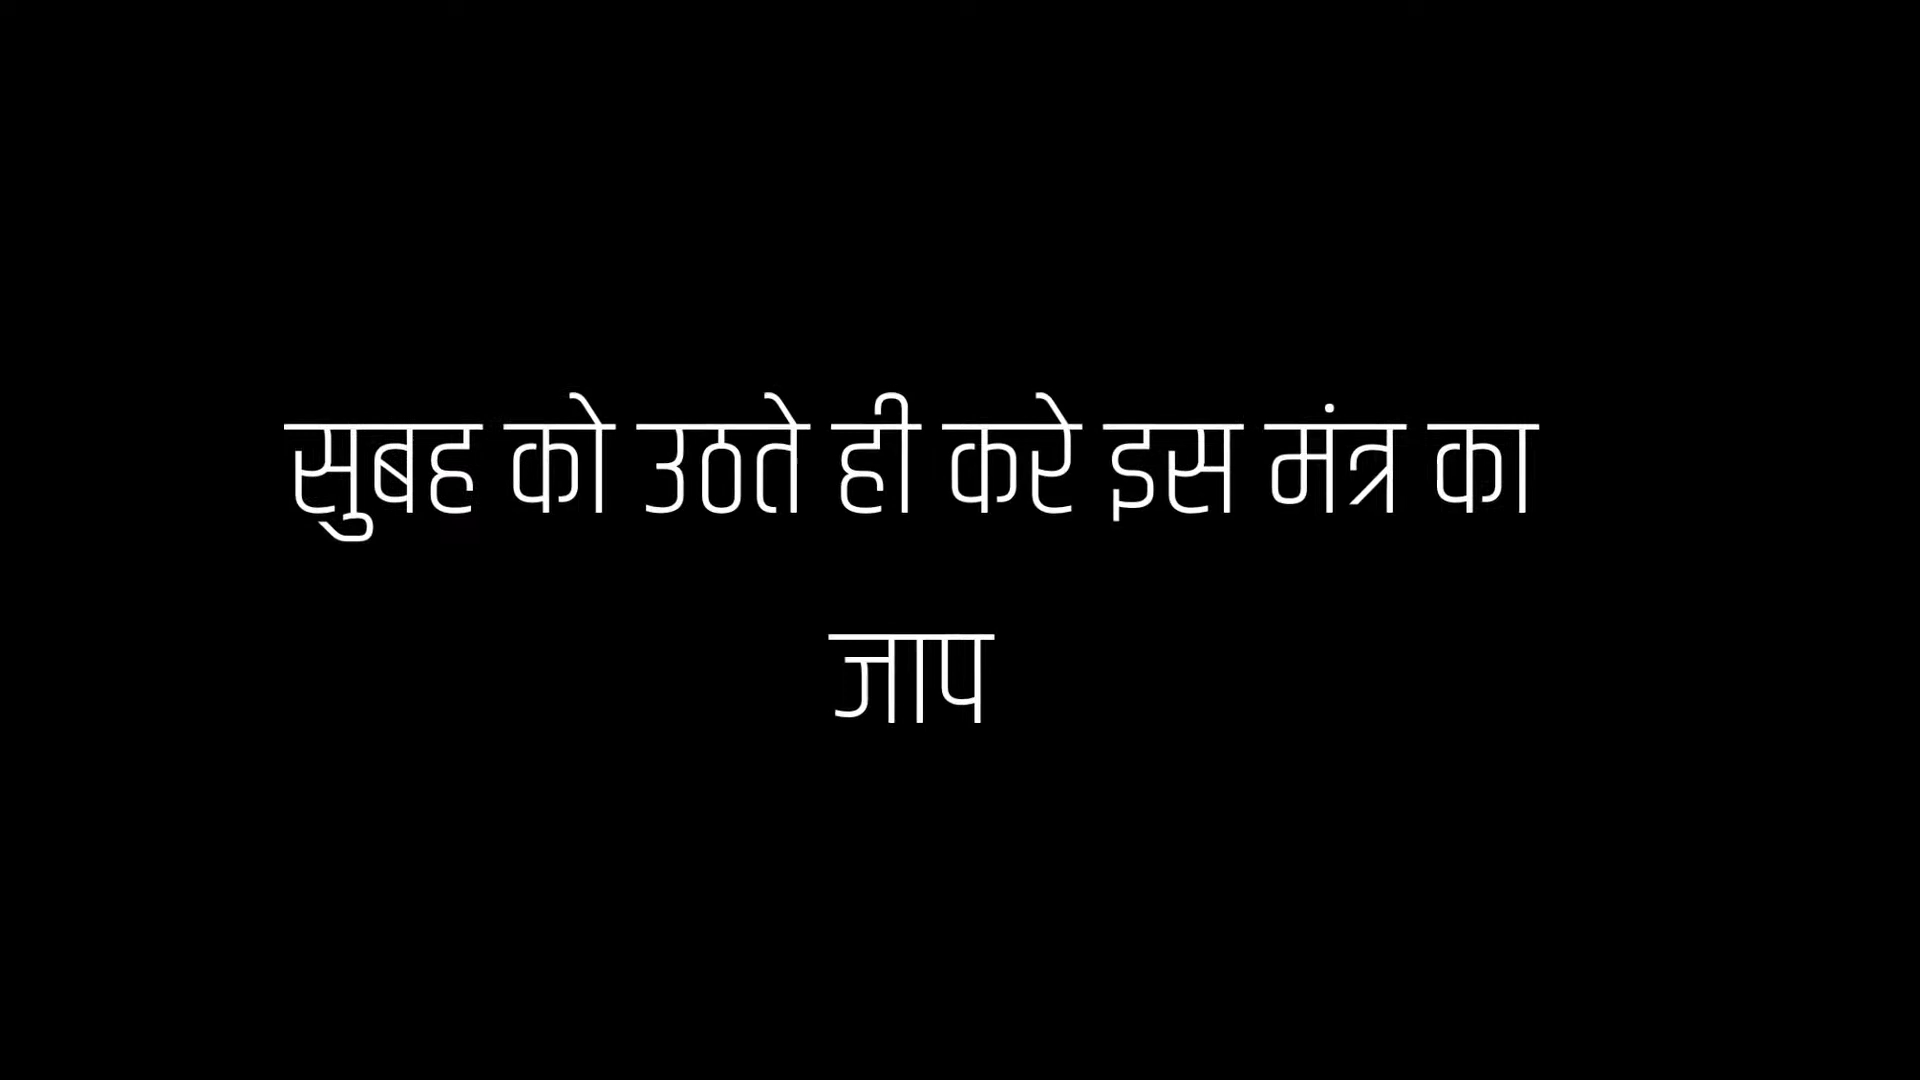 सुबह को उठते ही करे इस मंत्र का
जाप